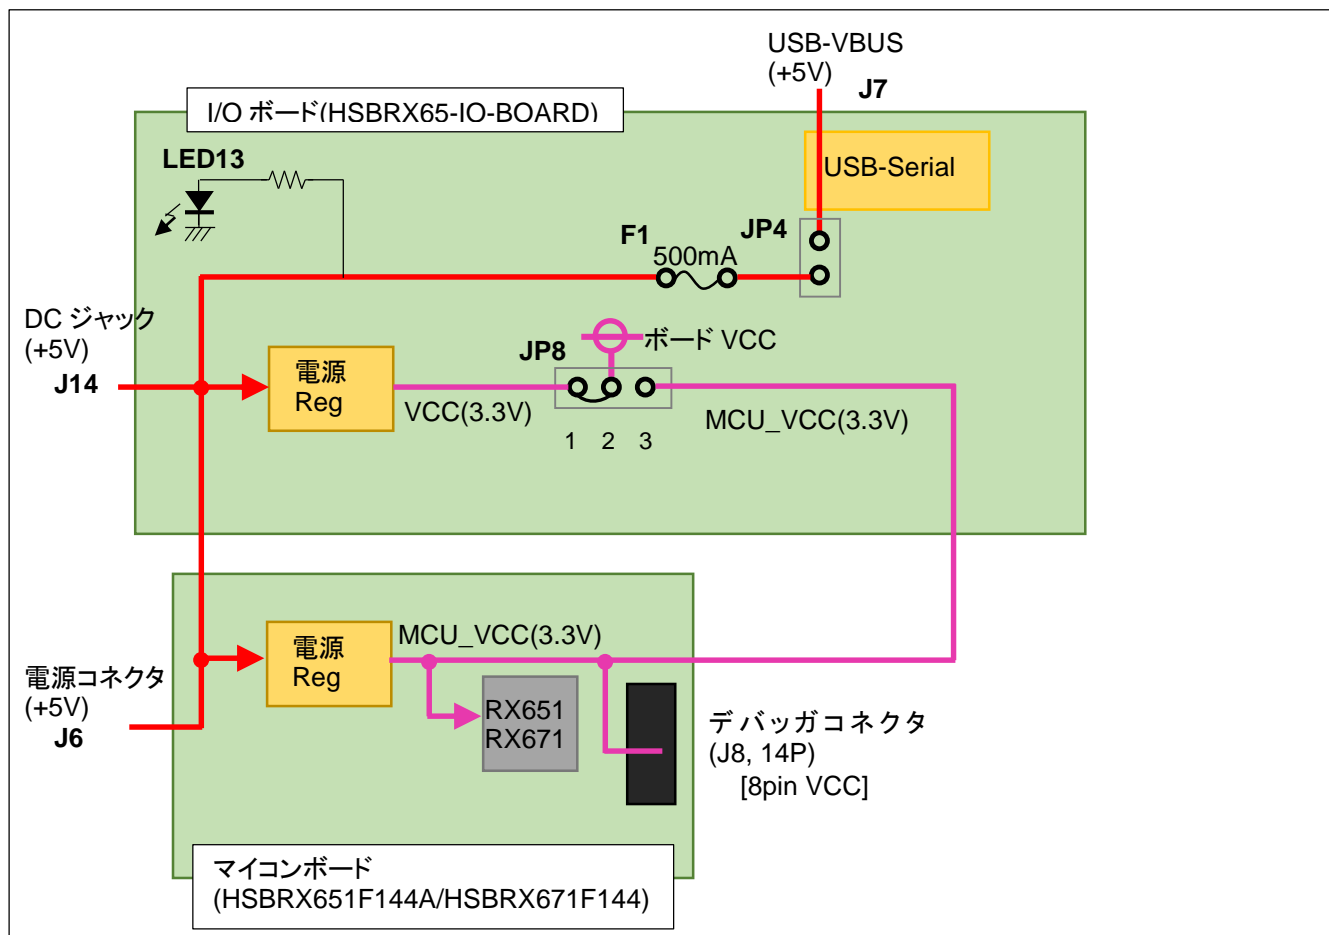 USB-VBUS
(+5V)
J7
I/O ボード(HSBRX65-IO-BOARD)
LED13
USB-Serial
F1
500mA
JP4
DC ジャック
(+5V)
J14
電源
Reg
VCC(3.3V)
JP8
ボード VCC
1 2 3
MCU_VCC(3.3V)
電源
Reg
MCU_VCC(3.3V)
電源コネクタ
(+5V)
J6
RX651
RX671
デバッガコネクタ
(J8, 14P)
[8pin VCC]
マイコンボード
(HSBRX651F144A/HSBRX671F144)